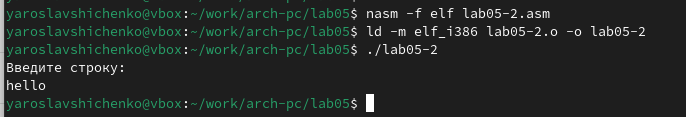 yaroslavshichenko@vbox:~/work/arch-pc/lab05$ nasm -f elf lab05-2.asm
yaroslavshichenko@vbox:~/work/arch-pc/lab05$ ld -m elf_i386 lab05-2.o -o lab05-2
yaroslavshichenko@vbox:~/work/arch-pc/lab05$ ./lab05-2
Введите строку:
hello
yaroslavshichenko@vbox:~/work/arch-pc/lab05$